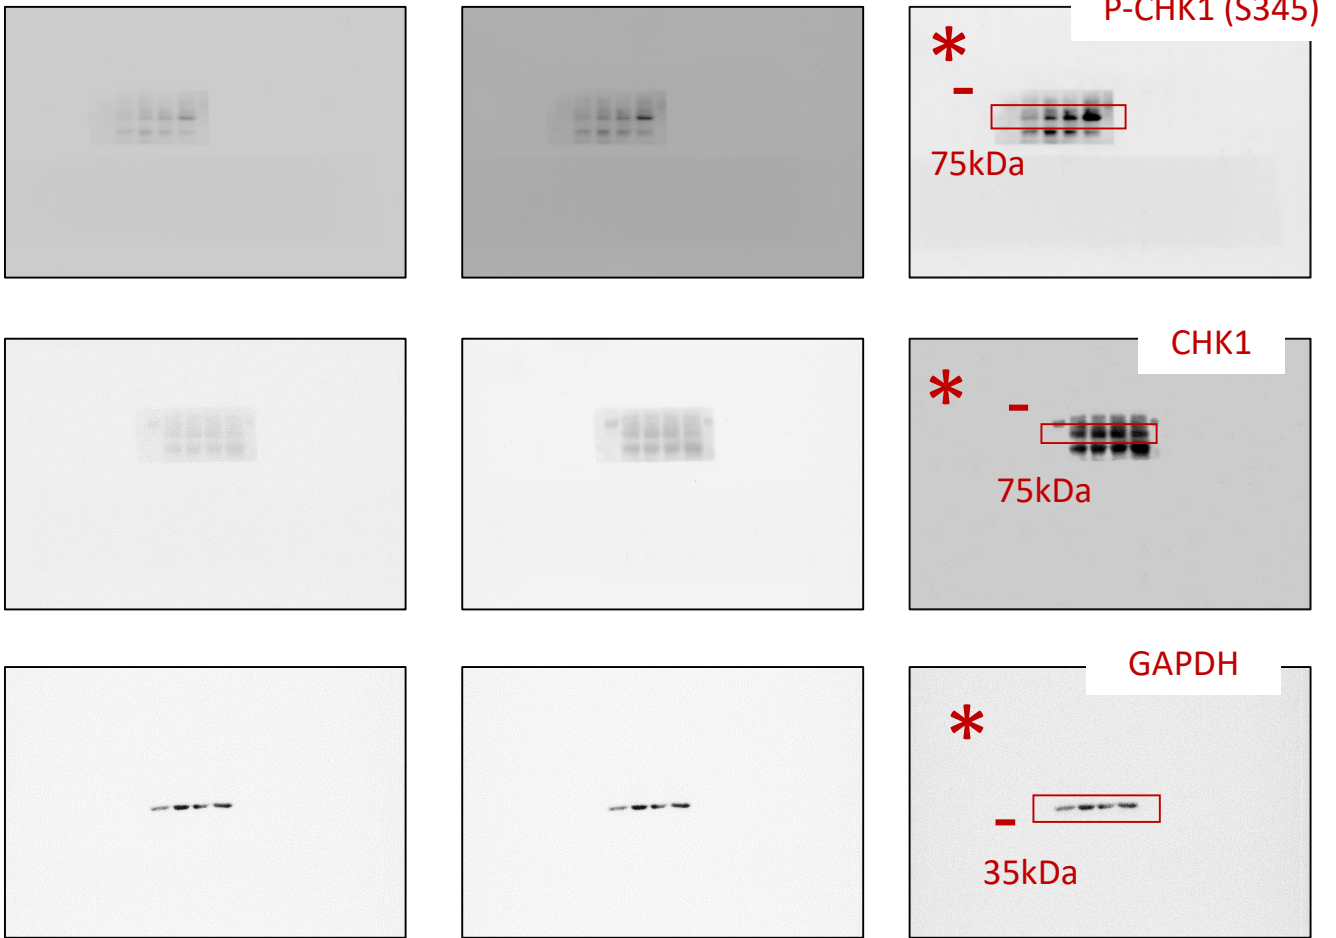 P-CHK1 (S345)
*
-
75kDa
CHK1
*
-
75kDa
GAPDH
*
-
35kDa